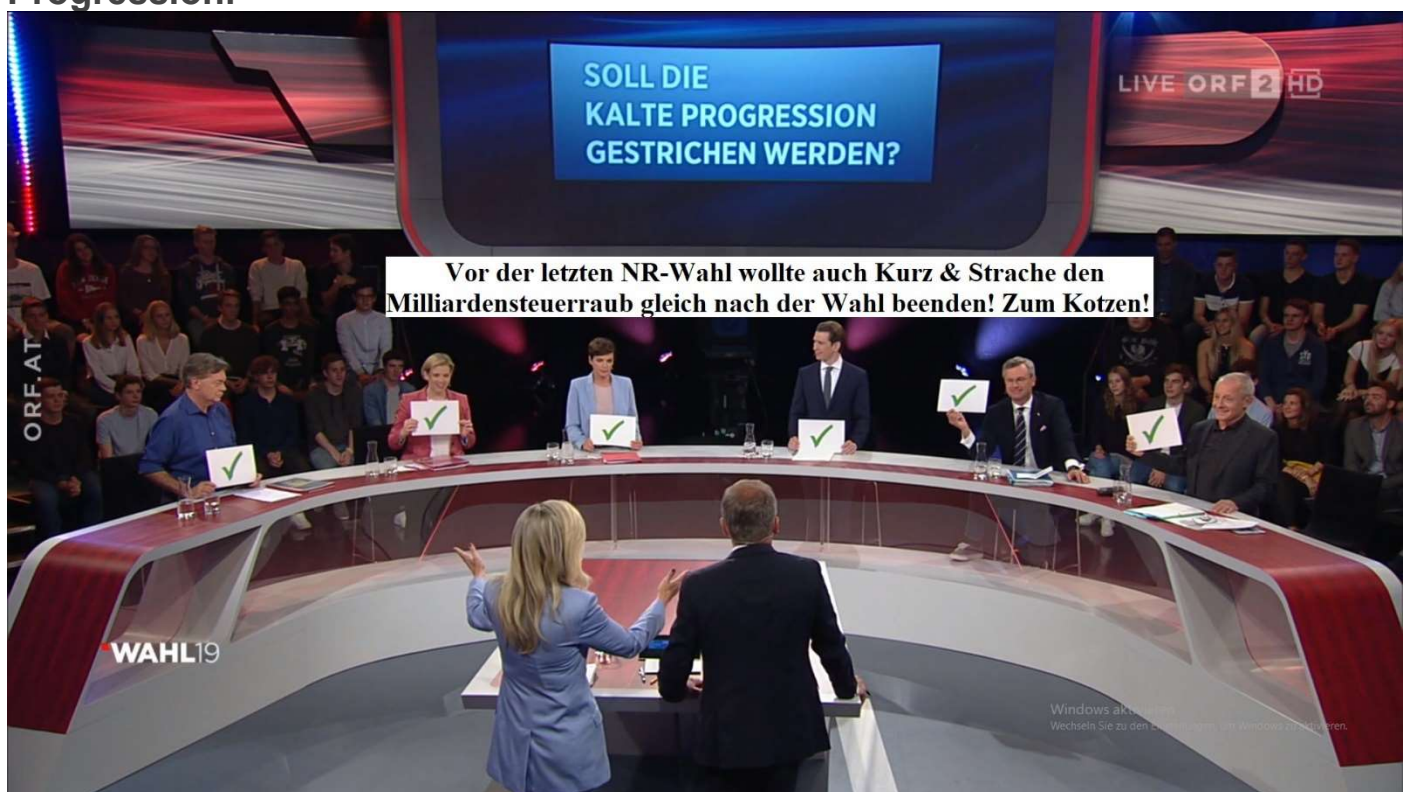 Progression:
SOLL DIE
KALTE PROGRESSION
GESTRICHEN WERDEN?
LIVE ORF 2 HD
Vor der letzten NR-Wahl wollte auch Kurz & Strache den
Milliardensteuerraub gleich nach der Wahl beenden! Zum Kotzen!
ORF.AT
WAHL19
Windows aktivieren
Wechseln Sie zu den Einstellungen, um Windows zu aktivieren.